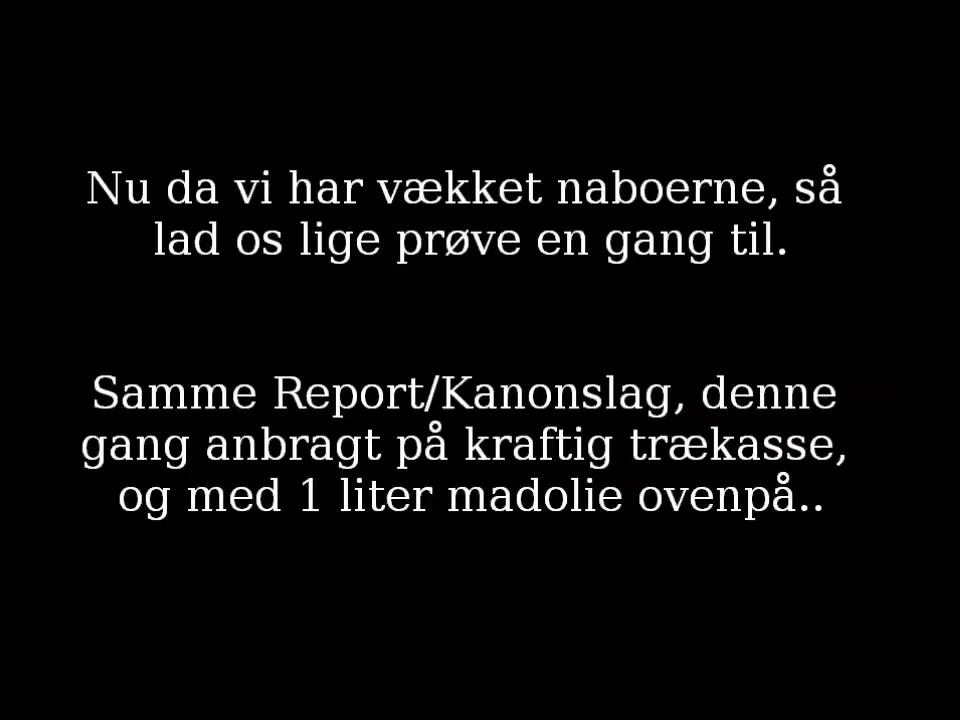 Nu da vi har vækket naboerne, så
lad os lige prøve en gang til.
Samme Report/Kanonslag, denne
gang anbragt på kraftig trækasse,
og med 1 liter madolie ovenpå..